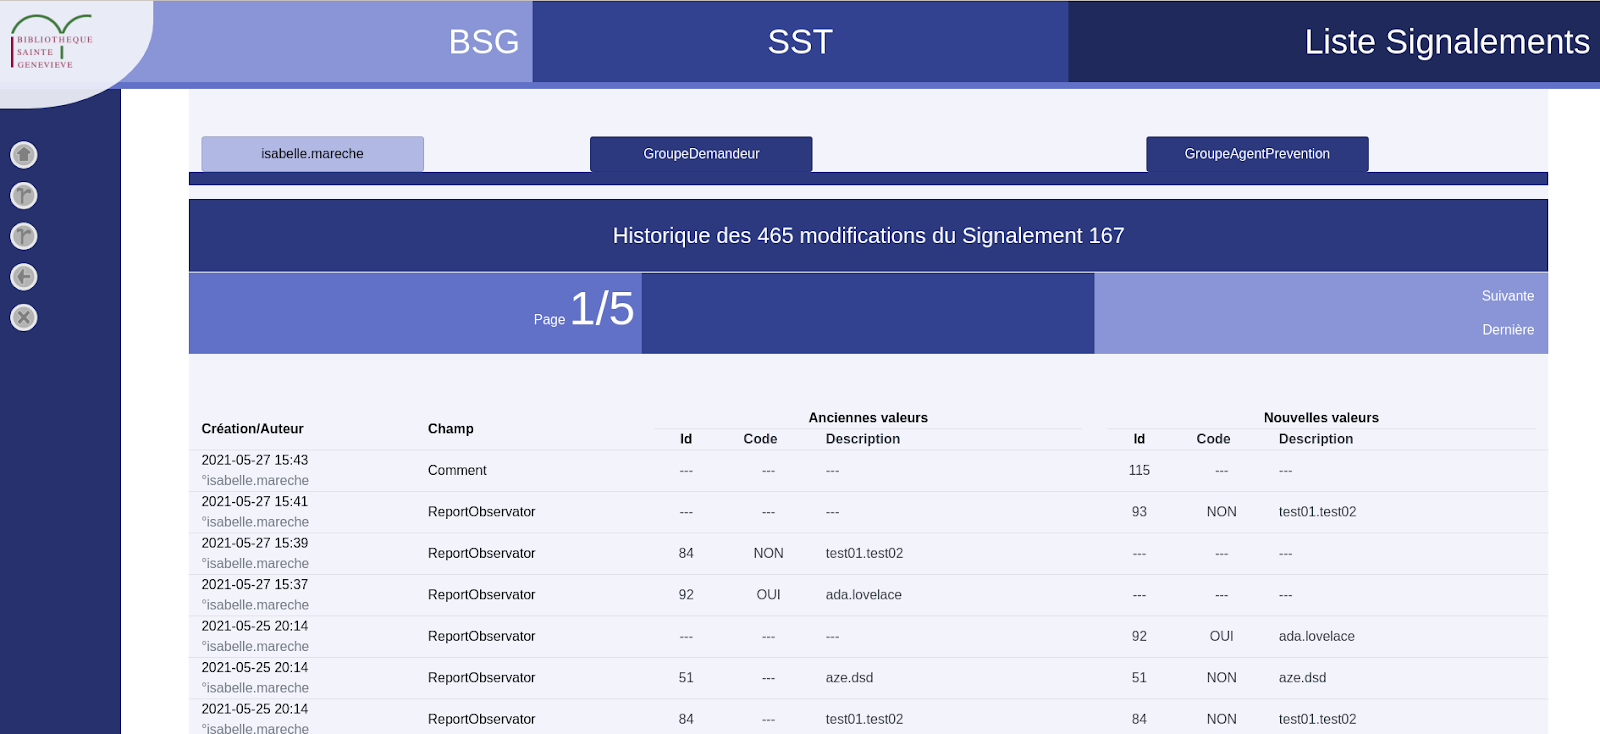 BIBLIOTHEQUE
SAINTE
GENEVIEVE
BSG
SST
Liste Signalements
isabelle.mareche
GroupeDemandeur
GroupeAgentPrevention
Historique des 465 modifications du Signalement 167
Page 1/5
Suivante
Dernière
Anciennes valeurs
Nouvelles valeurs
Création/Auteur
Champ
Id Code Description
Id Code Description
2021-05-27 15:43
°isabelle.mareche
Comment --- --- --- 115 --- ---
2021-05-27 15:41
°isabelle.mareche
ReportObservator --- --- --- 93 NON test01.test02
2021-05-27 15:39
°isabelle.mareche
ReportObservator 84 NON test01.test02 --- --- ---
2021-05-27 15:37
°isabelle.mareche
ReportObservator 92 OUI ada.lovelace --- --- ---
2021-05-25 20:14
°isabelle.mareche
ReportObservator --- --- --- 92 OUI ada.lovelace
2021-05-25 20:14
°isabelle.mareche
ReportObservator 51 --- aze.dsd 51 NON aze.dsd
2021-05-25 20:14
°isabelle.mareche
ReportObservator 84 --- test01.test02 84 NON test01.test02